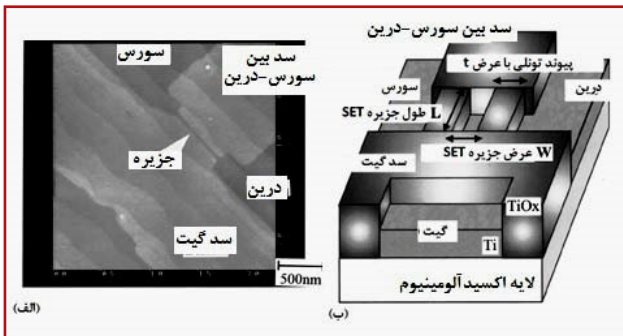 سورس
سد بین
سورس-درین
جزیره
درین
سد گیت
500nm
(الف)
سد بین سورس-درین
پیوند تونلی با عرض t
سورس
درین
L طول جزیره SET
W عرض جزیره SET
سد گیت
TiOx
گیت
Ti
لایه اکسید آلومینیوم
(ب)